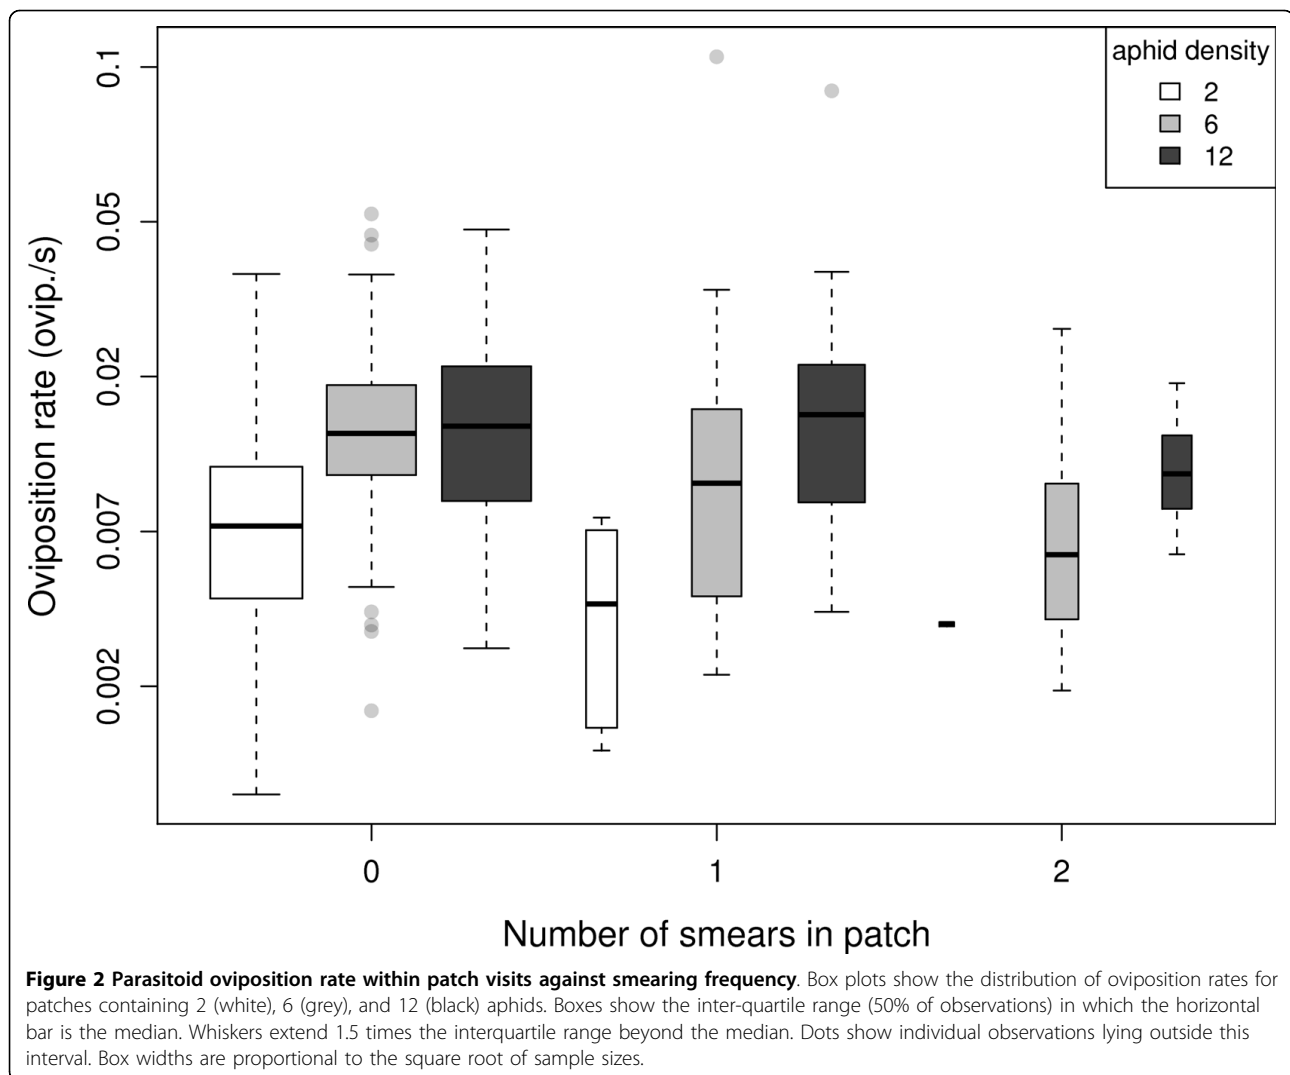 0.1
0.05
0.02
0.007
0.002
Oviposition rate (ovip./s)
aphid density
2
6
12
0
1
2
Number of smears in patch
Figure 2 Parasitoid oviposition rate within patch visits against smearing frequency. Box plots show the distribution of oviposition rates for
patches containing 2 (white), 6 (grey), and 12 (black) aphids. Boxes show the inter-quartile range (50% of observations) in which the horizontal
bar is the median. Whiskers extend 1.5 times the interquartile range beyond the median. Dots show individual observations lying outside this
interval. Box widths are proportional to the square root of sample sizes.